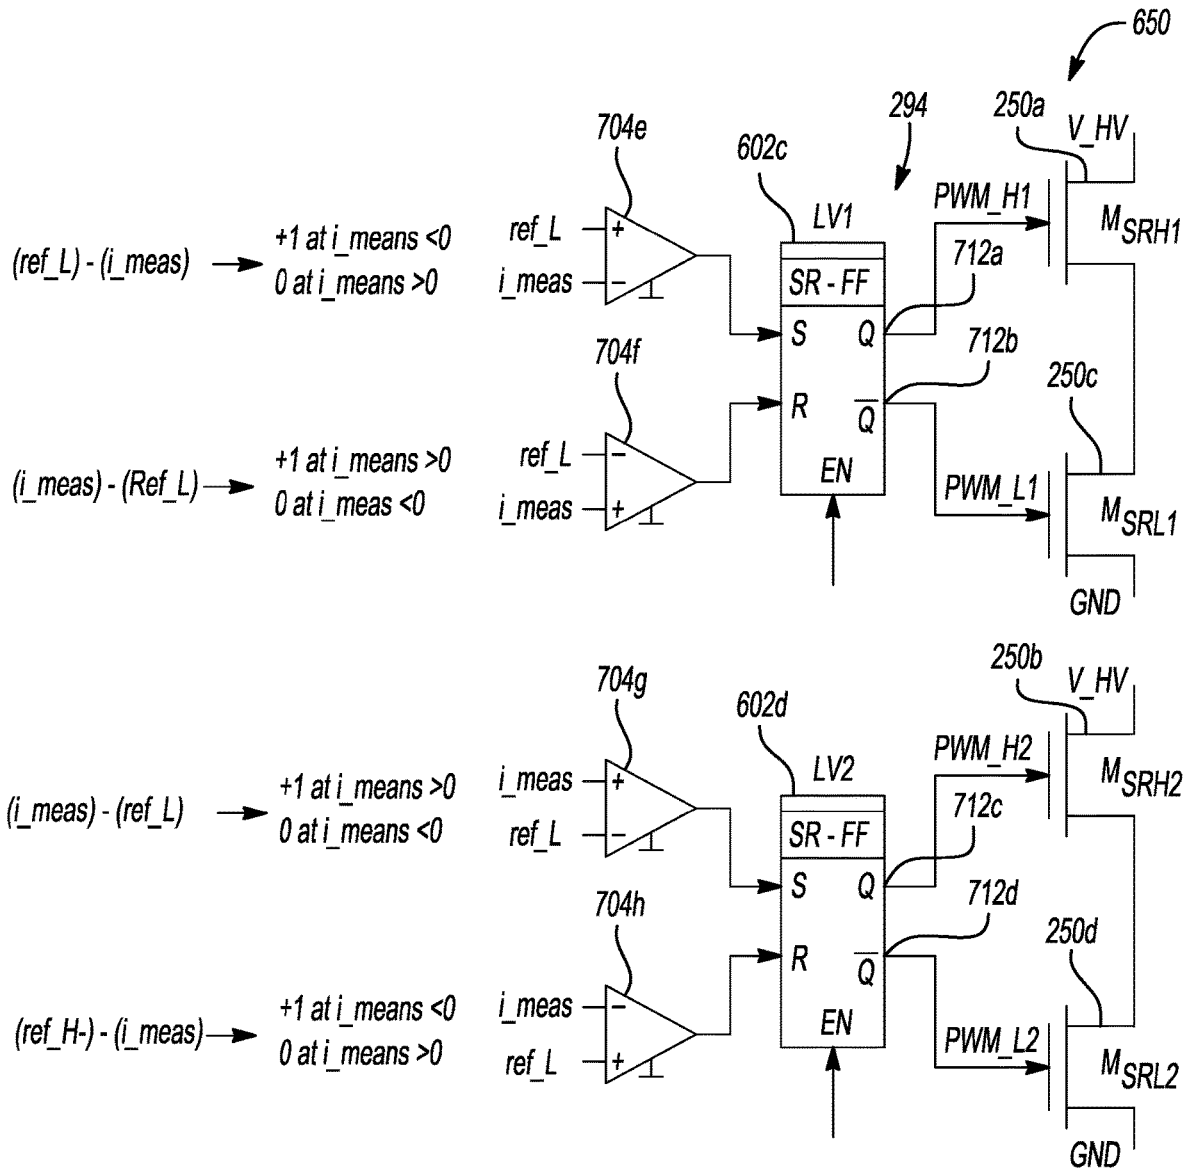 650
294
250a
V_HV
704e
602c
LV1
PWM_H1
M SRH1
(ref_L) - (i_meas)
+1 at i_means <0
0 at i_means >0
ref_L
+
i_meas
−
SR - FF
712a
S
Q
704f
712b
250c
R
Q̅
(i_meas) - (Ref_L)
+1 at i_means >0
0 at i_meas <0
ref_L
−
i_meas
+
EN
PWM_L1
M SRL1
GND
250b
V_HV
704g
602d
LV2
PWM_H2
M SRH2
(i_meas) - (ref_L)
+1 at i_means >0
0 at i_means <0
i_meas
+
ref_L
−
SR - FF
712c
S
Q
704h
712d
250d
R
Q̅
(ref_H-) - (i_meas)
+1 at i_means <0
0 at i_means >0
i_meas
−
ref_L
+
EN
PWM_L2
M SRL2
GND